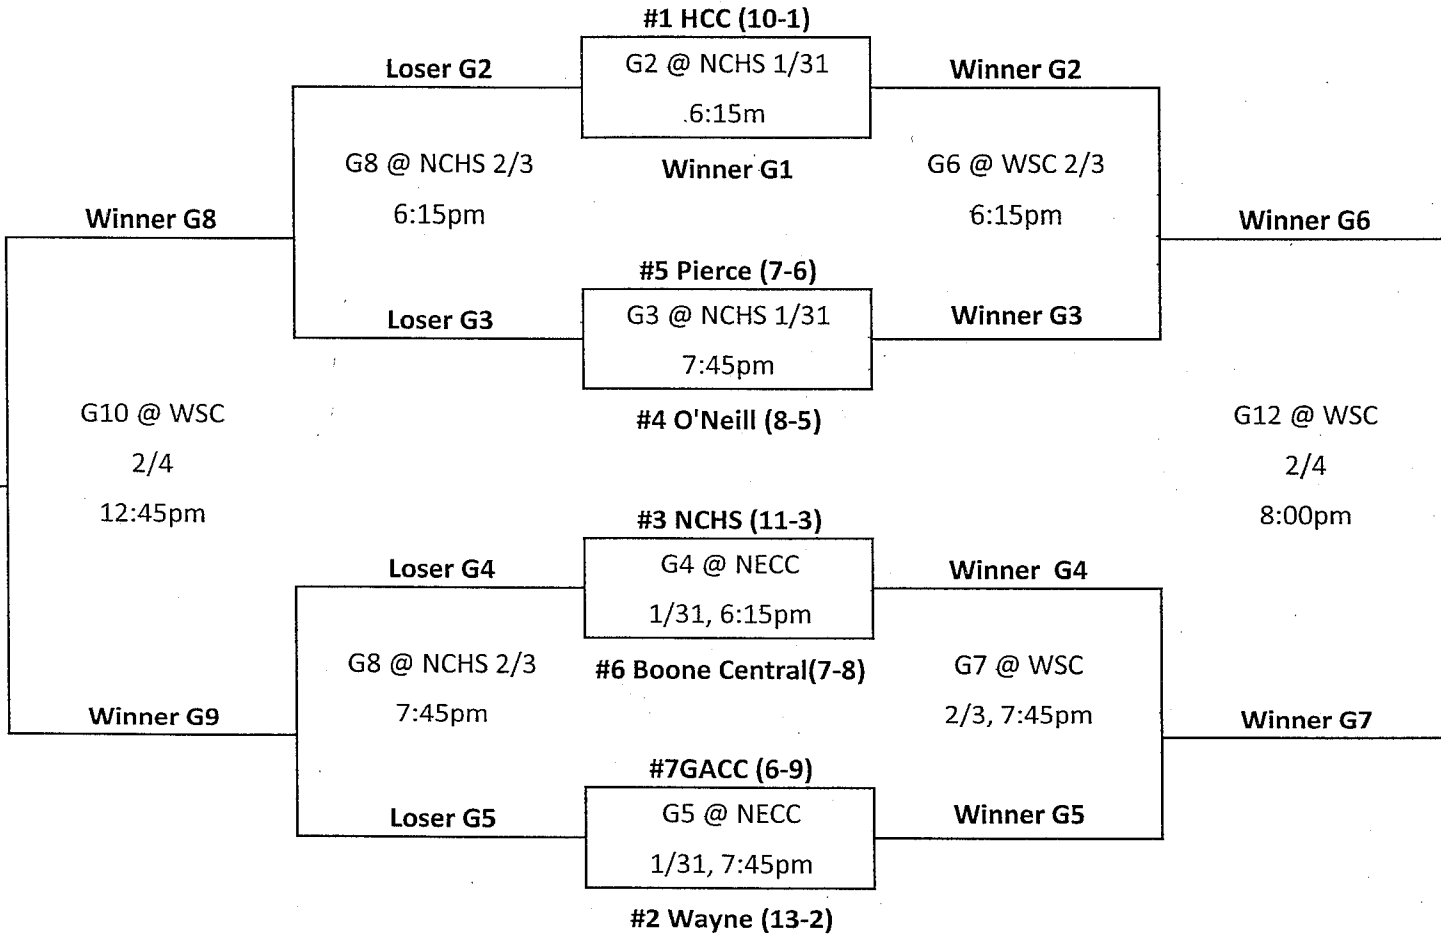 #1 HCC (10-1)
Loser G2
G2 @ NCHS 1/31
Winner G2
6:15m
G8 @ NCHS 2/3
Winner G1
G6 @ WSC 2/3
6:15pm
6:15pm
Winner G8
Winner G6
#5 Pierce (7-6)
Loser G3
G3 @ NCHS 1/31
Winner G3
7:45pm
G10 @ WSC
#4 O'Neill (8-5)
G12 @ WSC
2/4
2/4
12:45pm
#3 NCHS (11-3)
8:00pm
Loser G4
G4 @ NECC
Winner G4
1/31, 6:15pm
G8 @ NCHS 2/3
#6 Boone Central(7-8)
G7 @ WSC
7:45pm
2/3, 7:45pm
Winner G9
Winner G7
#7GACC (6-9)
Loser G5
G5 @ NECC
Winner G5
1/31, 7:45pm
#2 Wayne (13-2)